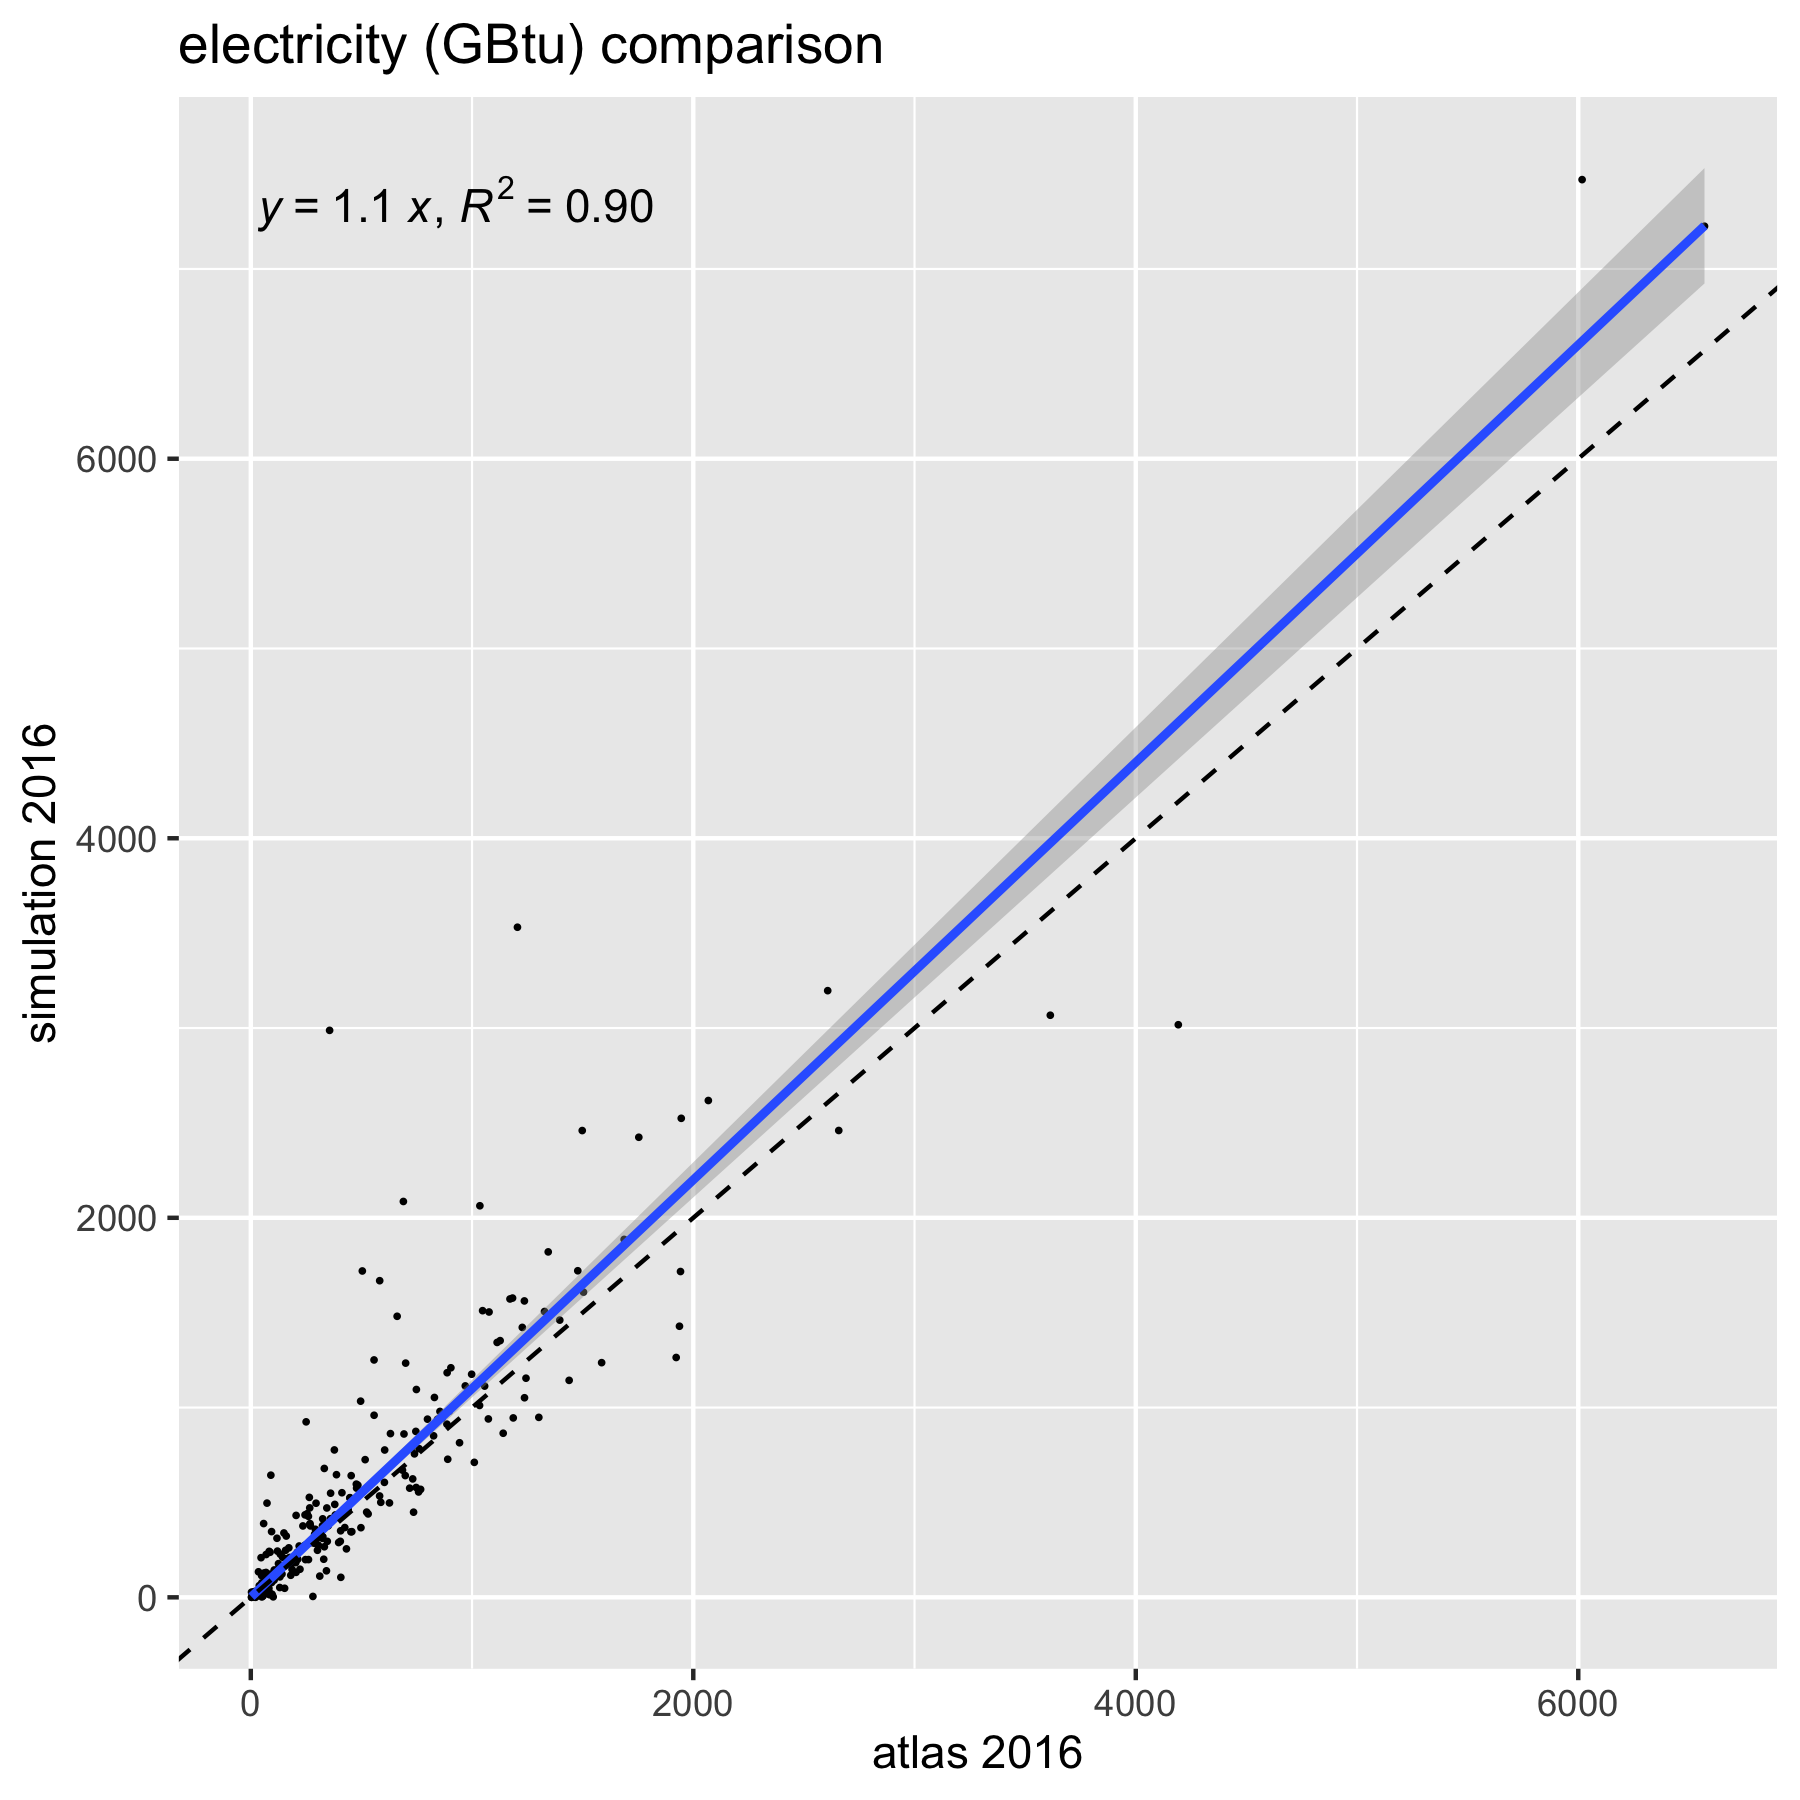 electricity (GBtu) comparison
y = 1.1 x, R² = 0.90
6000
4000
2000
0
simulation 2016
0 2000 4000 6000
atlas 2016